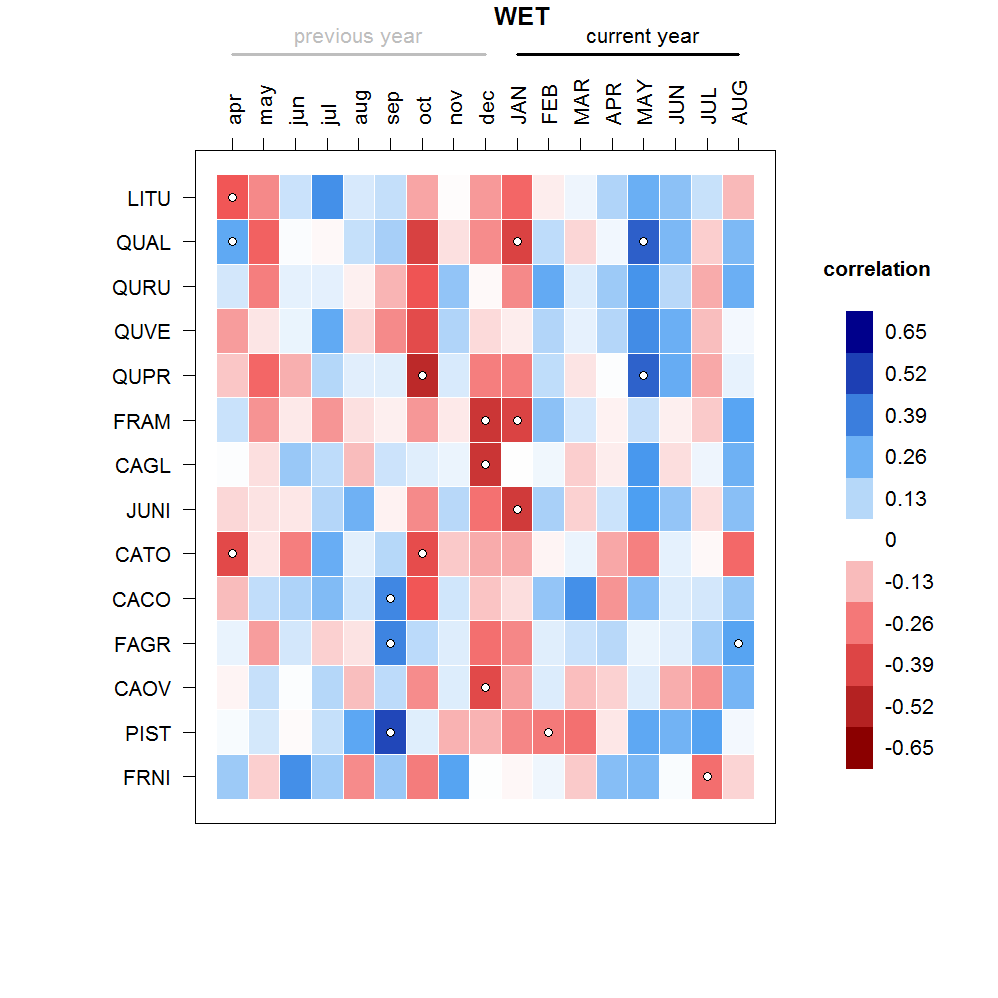 WET
previous year
current year
apr may jun jul aug sep oct nov dec JAN FEB MAR APR MAY JUN JUL AUG
LITU
QUAL
QURU
QUVE
QUPR
FRAM
CAGL
JUNI
CATO
CACO
FAGR
CAOV
PIST
FRNI
correlation
0.65
0.52
0.39
0.26
0.13
0
-0.13
-0.26
-0.39
-0.52
-0.65